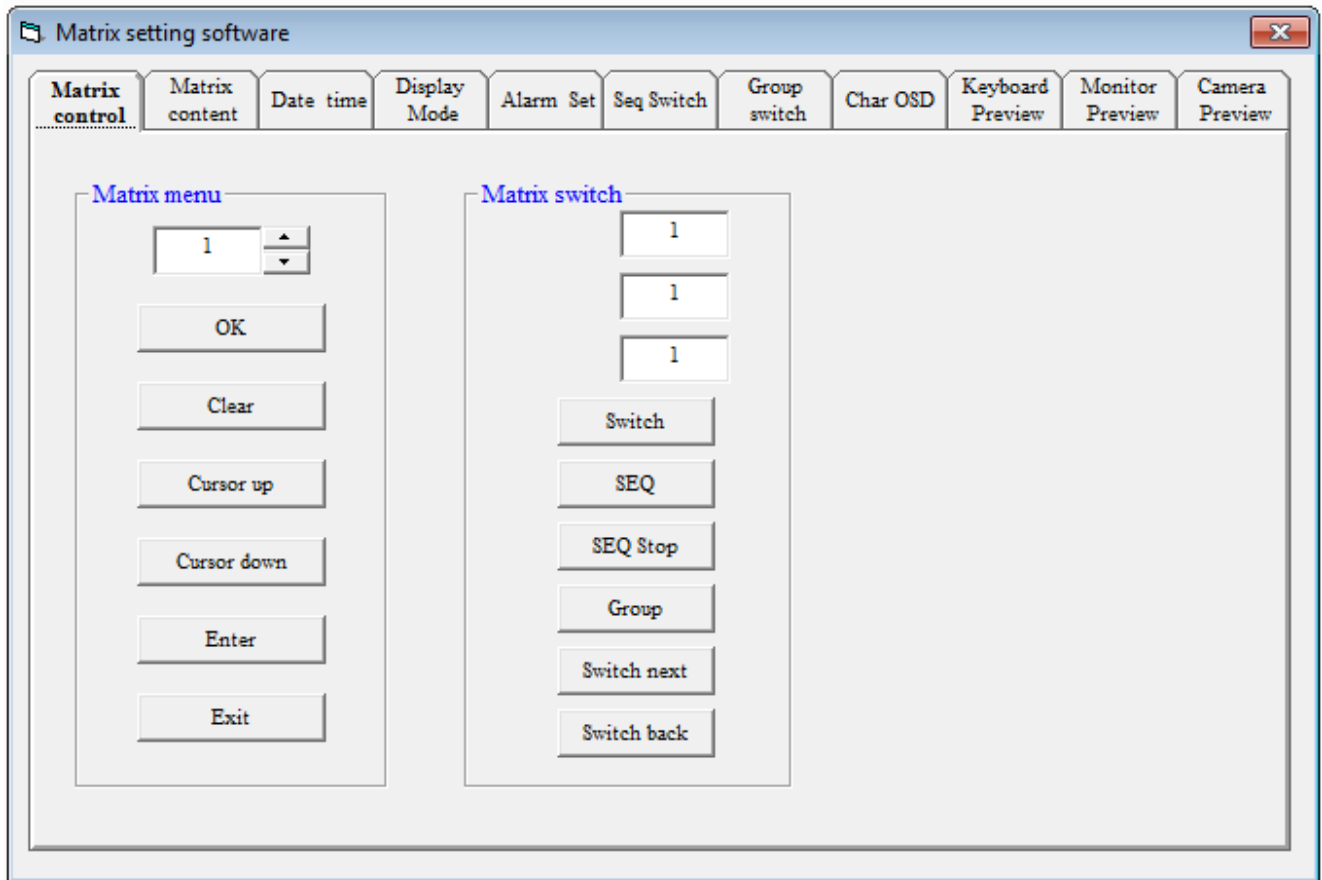 Matrix setting software
Matrix control
Matrix content
Date time
Display Mode
Alarm Set
Seq Switch
Group switch
Char OSD
Keyboard Preview
Monitor Preview
Camera Preview
Matrix menu
1
OK
Clear
Cursor up
Cursor down
Enter
Exit
Matrix switch
1
1
1
Switch
SEQ
SEQ Stop
Group
Switch next
Switch back